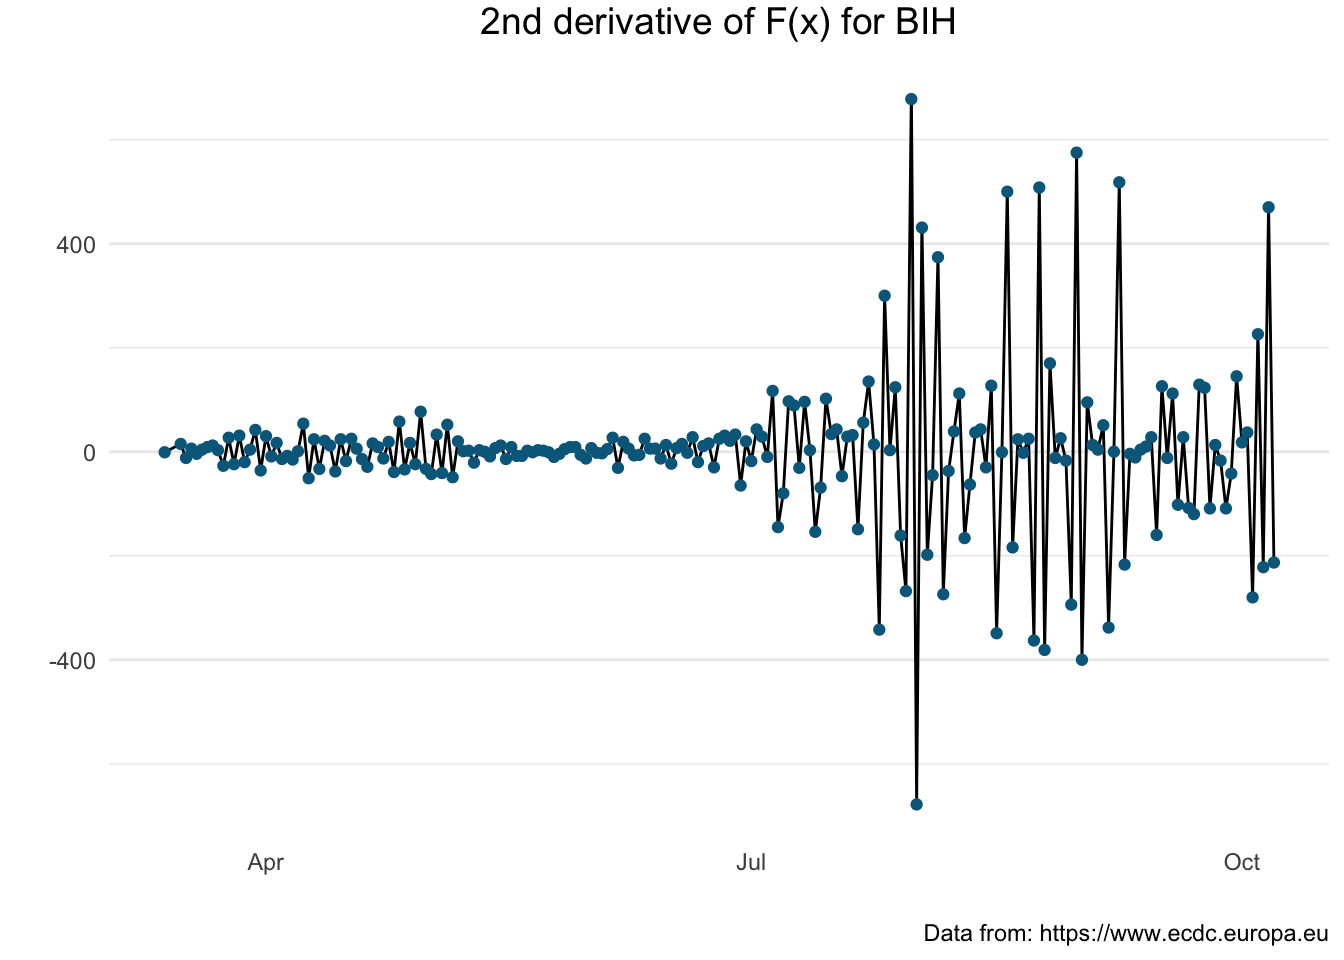 2nd derivative of F(x) for BIH
400
0
-400
Apr Jul Oct
Data from: https://www.ecdc.europa.eu